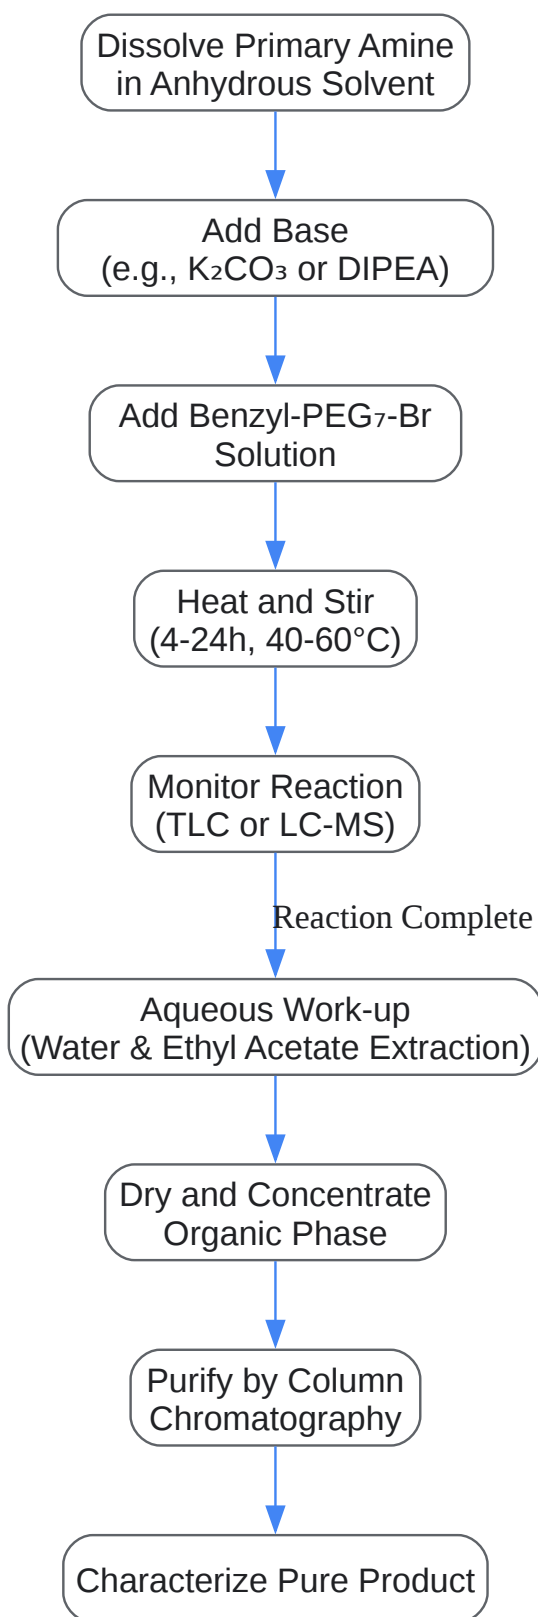 Dissolve Primary Amine
in Anhydrous Solvent
Add Base
(e.g., K₂CO₃ or DIPEA)
Add Benzyl-PEG₇-Br
Solution
Heat and Stir
(4-24h, 40-60°C)
Monitor Reaction
(TLC or LC-MS)
Reaction Complete
Aqueous Work-up
(Water & Ethyl Acetate Extraction)
Dry and Concentrate
Organic Phase
Purify by Column
Chromatography
Characterize Pure Product